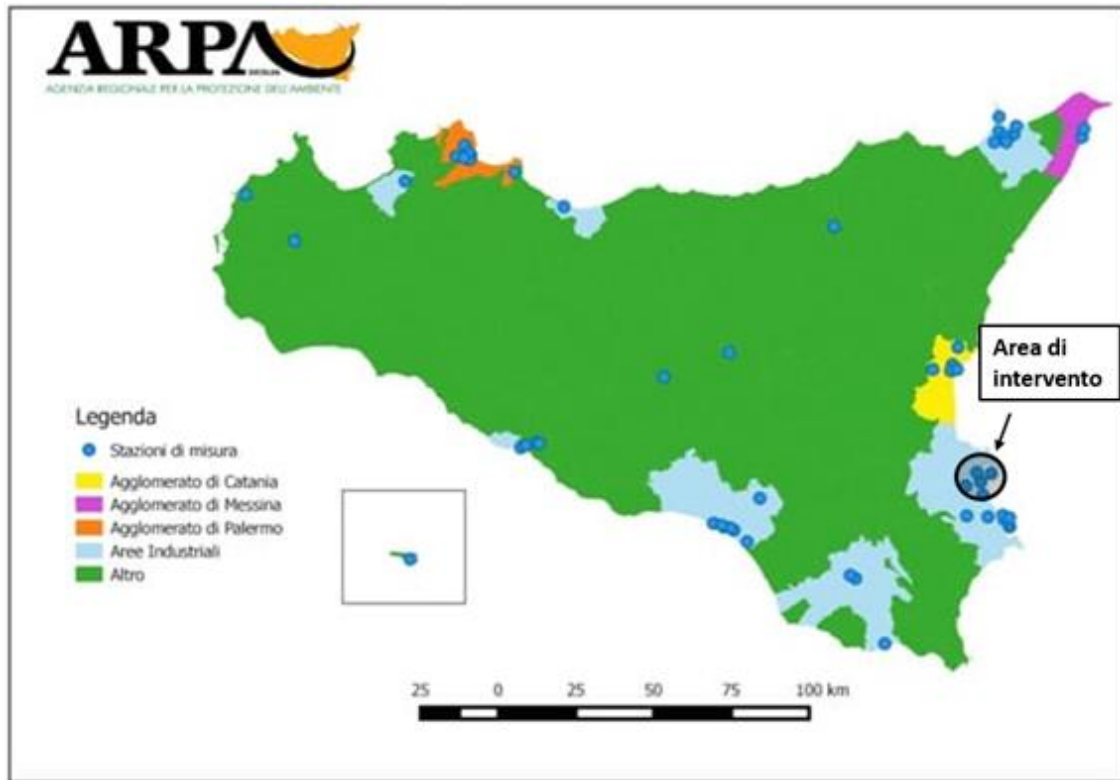 ARPA
SICILIA
AGENZIA REGIONALE PER LA PROTEZIONE DELL'AMBIENTE
Area di
intervento
Legenda
Stazioni di misura
Agglomerato di Catania
Agglomerato di Messina
Agglomerato di Palermo
Aree Industriali
Altro
25 0 25 50 75 100 km